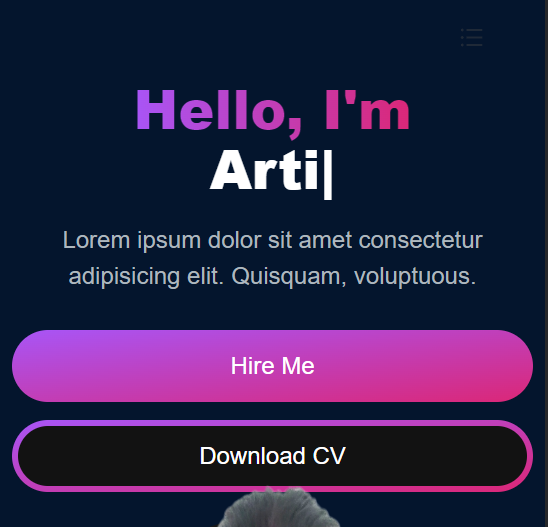 Hello, I'm
Arti|
Lorem ipsum dolor sit amet consectetur
adipisicing elit. Quisquam, voluptuous.
Hire Me
Download CV